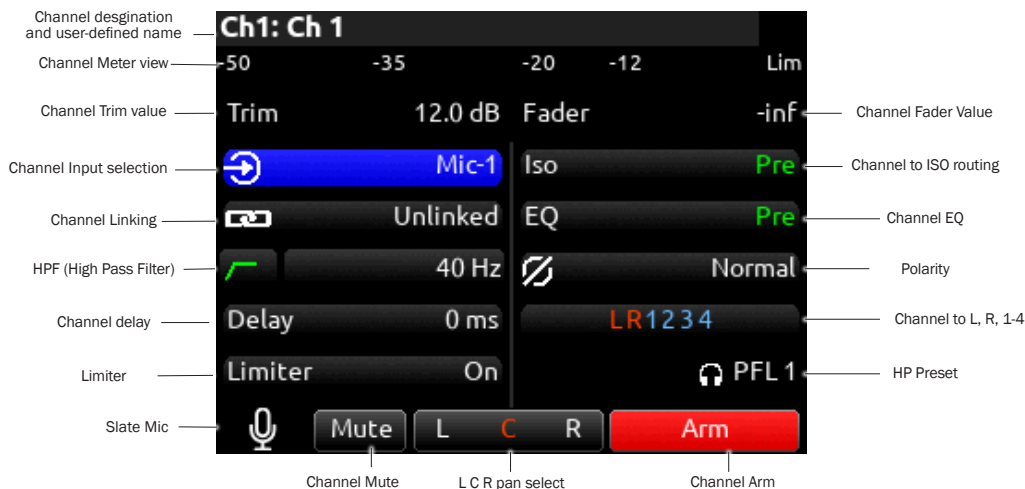 Channel desgination
and user-defined name
Ch1: Ch 1
Channel Meter view
-50 -35 -20 -12 Lim
Channel Trim value
Trim 12.0 dB Fader -inf
Channel Fader Value
Channel Input selection
Mic-1 Iso Pre
Channel to ISO routing
Channel Linking
Unlinked EQ Pre
Channel EQ
HPF (High Pass Filter)
40 Hz Normal
Polarity
Channel delay
Delay 0 ms L R 1 2 3 4
Channel to L, R, 1-4
Limiter
Limiter On PFL 1
HP Preset
Slate Mic
Mute L C R Arm
Channel Mute
L C R pan select
Channel Arm